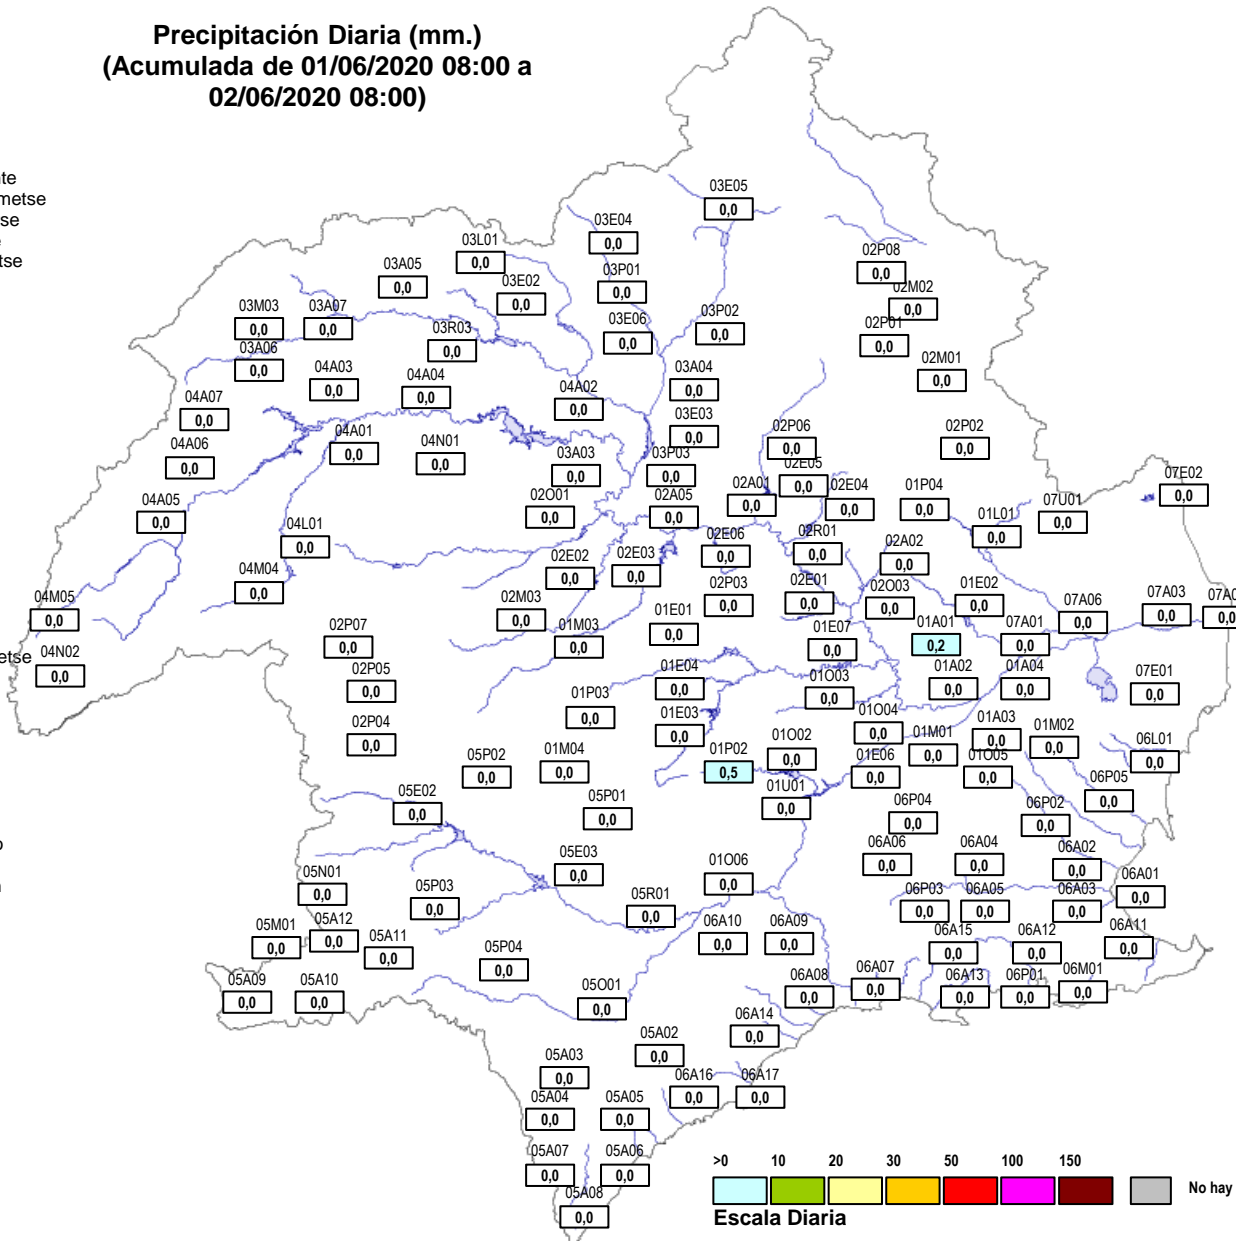 Precipitación Diaria (mm.)
(Acumulada de 01/06/2020 08:00 a
02/06/2020 08:00)
03E05
0,0
03E04
0,0
03L01
0,0
02P08
0,0
03A05
0,0
03P01
0,0
03E02
0,0
02M02
0,0
03M03
0,0
03A07
0,0
03P02
0,0
03E06
0,0
02P01
0,0
03R03
0,0
03A06
0,0
02M01
0,0
04A03
0,0
03A04
0,0
04A04
0,0
04A02
0,0
04A07
0,0
03E03
0,0
04A01
0,0
02P06
0,0
02P02
0,0
04N01
0,0
04A06
0,0
03A03
0,0
03P03
0,0
02E05
0,0
07E02
0,0
02A01
0,0
02E04
0,0
01P04
0,0
04A05
0,0
02O01
0,0
02A05
0,0
07U01
0,0
01L01
0,0
04L01
0,0
02E06
0,0
02R01
0,0
02A02
0,0
02E02
0,0
02E03
0,0
04M04
0,0
02P03
0,0
02E01
0,0
02O03
0,0
01E02
0,0
04M05
0,0
02M03
0,0
07A06
0,0
07A03
0,0
01E01
0,0
01M03
0,0
02P07
0,0
01E07
0,0
01A01
0,2
07A01
0,0
04N02
0,0
etse
02P05
0,0
01E04
0,0
01O03
0,0
01A02
0,0
01A04
0,0
07E01
0,0
01P03
0,0
02P04
0,0
01E03
0,0
01O04
0,0
01A03
0,0
01M02
0,0
01M01
0,0
01O02
0,0
06L01
0,0
05P02
0,0
01M04
0,0
01P02
0,5
01E06
0,0
01O05
0,0
06P05
0,0
05E02
0,0
05P01
0,0
01U01
0,0
06P04
0,0
06P02
0,0
05E03
0,0
06A06
0,0
06A04
0,0
06A02
0,0
01O06
0,0
05N01
0,0
05P03
0,0
05R01
0,0
06P03
0,0
06A05
0,0
06A03
0,0
06A01
0,0
05M01
0,0
05A12
0,0
05A11
0,0
06A10
0,0
06A09
0,0
06A15
0,0
06A12
0,0
06A11
0,0
05P04
0,0
05A09
0,0
05A10
0,0
05O01
0,0
06A08
0,0
06A07
0,0
06A13
0,0
06P01
0,0
06M01
0,0
06A14
0,0
05A02
0,0
05A03
0,0
06A16
0,0
06A17
0,0
05A04
0,0
05A05
0,0
05A07
0,0
05A06
0,0
05A08
0,0
>0 10 20 30 50 100 150
No hay
Escala Diaria